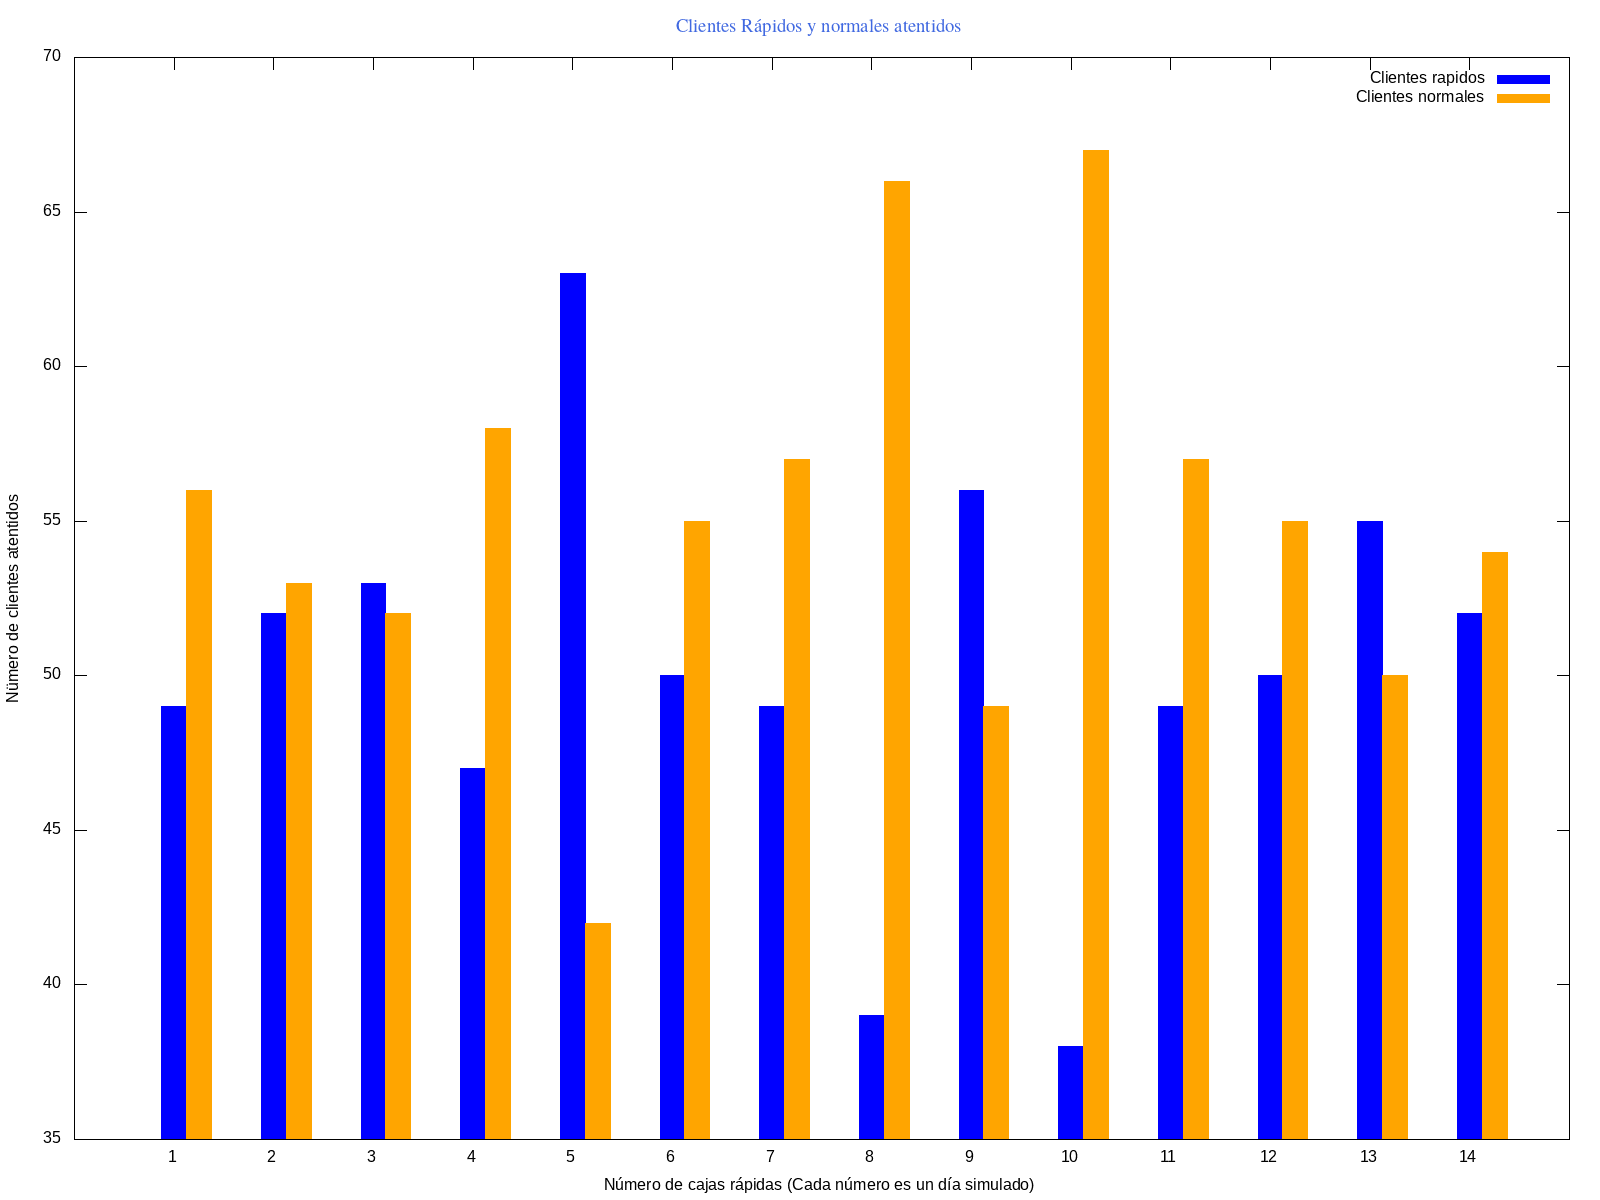 Clientes Rápidos y normales atentidos
Clientes rapidos
Clientes normales
70
65
60
55
50
45
40
35
Número de clientes atentidos
1 2 3 4 5 6 7 8 9 10 11 12 13 14
Número de cajas rápidas (Cada número es un día simulado)